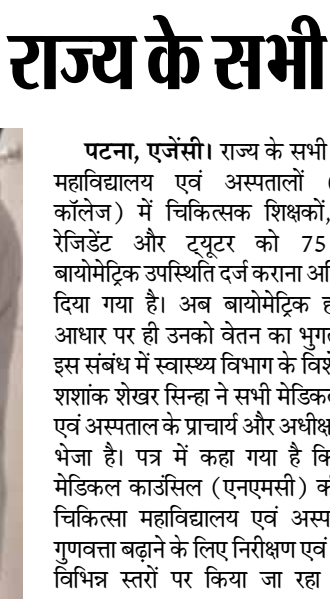 राज्य के सभी
पटना, एजेंसी। राज्य के सभी
महाविद्यालय एवं अस्पतालों (
कॉलेज) में चिकित्सक शिक्षकों,
रेजिडेंट और ट्यूटर को 75
बायोमेट्रिक उपस्थिति दर्ज कराना
दिया गया है। अब बायोमेट्रिक
आधार पर ही उनको वेतन का
इस संबंध में स्वास्थ्य विभाग के
शशांक शेखर सिन्हा ने सभी
एवं अस्पताल के प्राचार्य और
भेजा है। पत्र में कहा गया है
मेडिकल काउंसिल (एनएमसी)
चिकित्सा महाविद्यालय एवं
गुणवत्ता बढ़ाने के लिए निरीक्षण एवं
विभिन्न स्तरों पर किया जा रहा